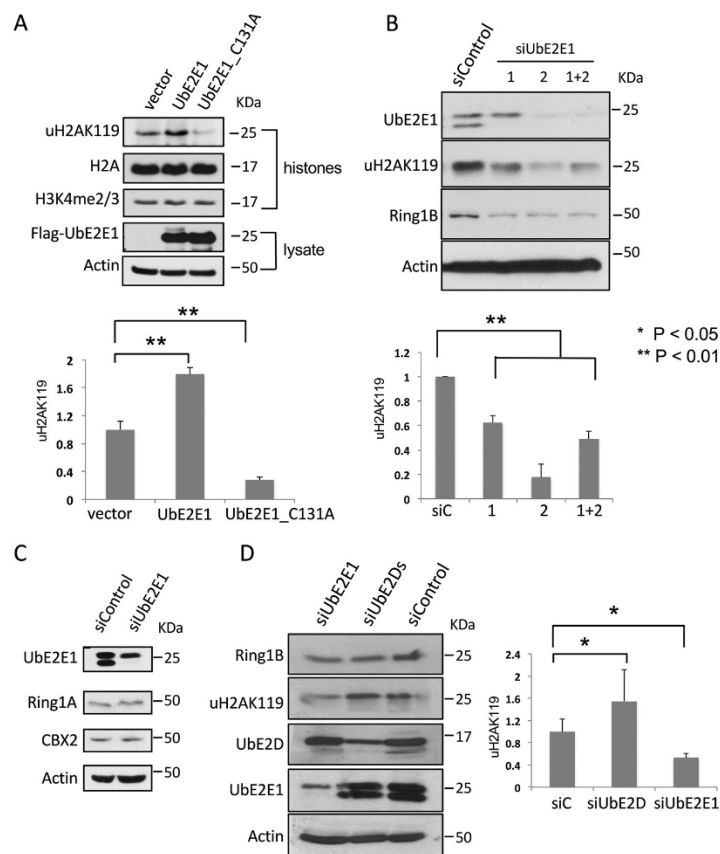 A
vector
UbE2E1
UbE2E1_C131A
KDa
uH2AK119
25
H2A
17
histones
H3K4me2/3
17
Flag-UbE2E1
25
lysate
Actin
50
**
**
uH2AK119
2
1.6
1.2
0.8
0.4
0
vector
UbE2E1
UbE2E1_C131A
B
siControl
siUbE2E1
1
2
1+2
KDa
UbE2E1
25
uH2AK119
25
Ring1B
50
Actin
50
**
* P < 0.05
** P < 0.01
uH2AK119
1.2
1
0.8
0.6
0.4
0.2
0
siC
1
2
1+2
C
siControl
siUbE2E1
KDa
UbE2E1
25
Ring1A
50
CBX2
50
Actin
50
D
siUbE2E1
siUbE2Ds
siControl
KDa
Ring1B
25
uH2AK119
25
UbE2D
17
UbE2E1
25
Actin
50
*
*
uH2AK119
2.4
2
1.6
1.2
0.8
0.4
0
siC
siUbE2D
siUbE2E1